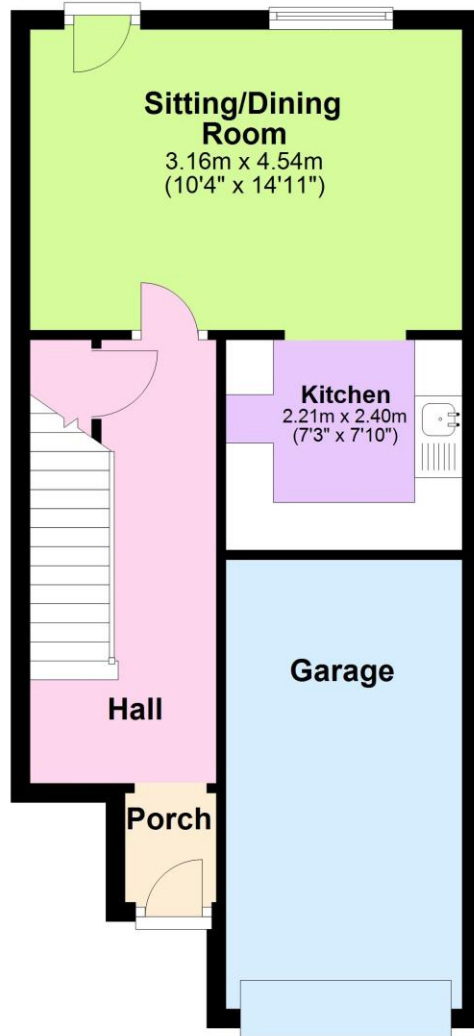 Sitting/Dining
Room
3.16m x 4.54m
(10'4" x 14'11")
Kitchen
2.21m x 2.40m
(7'3" x 7'10")
Garage
Hall
Porch